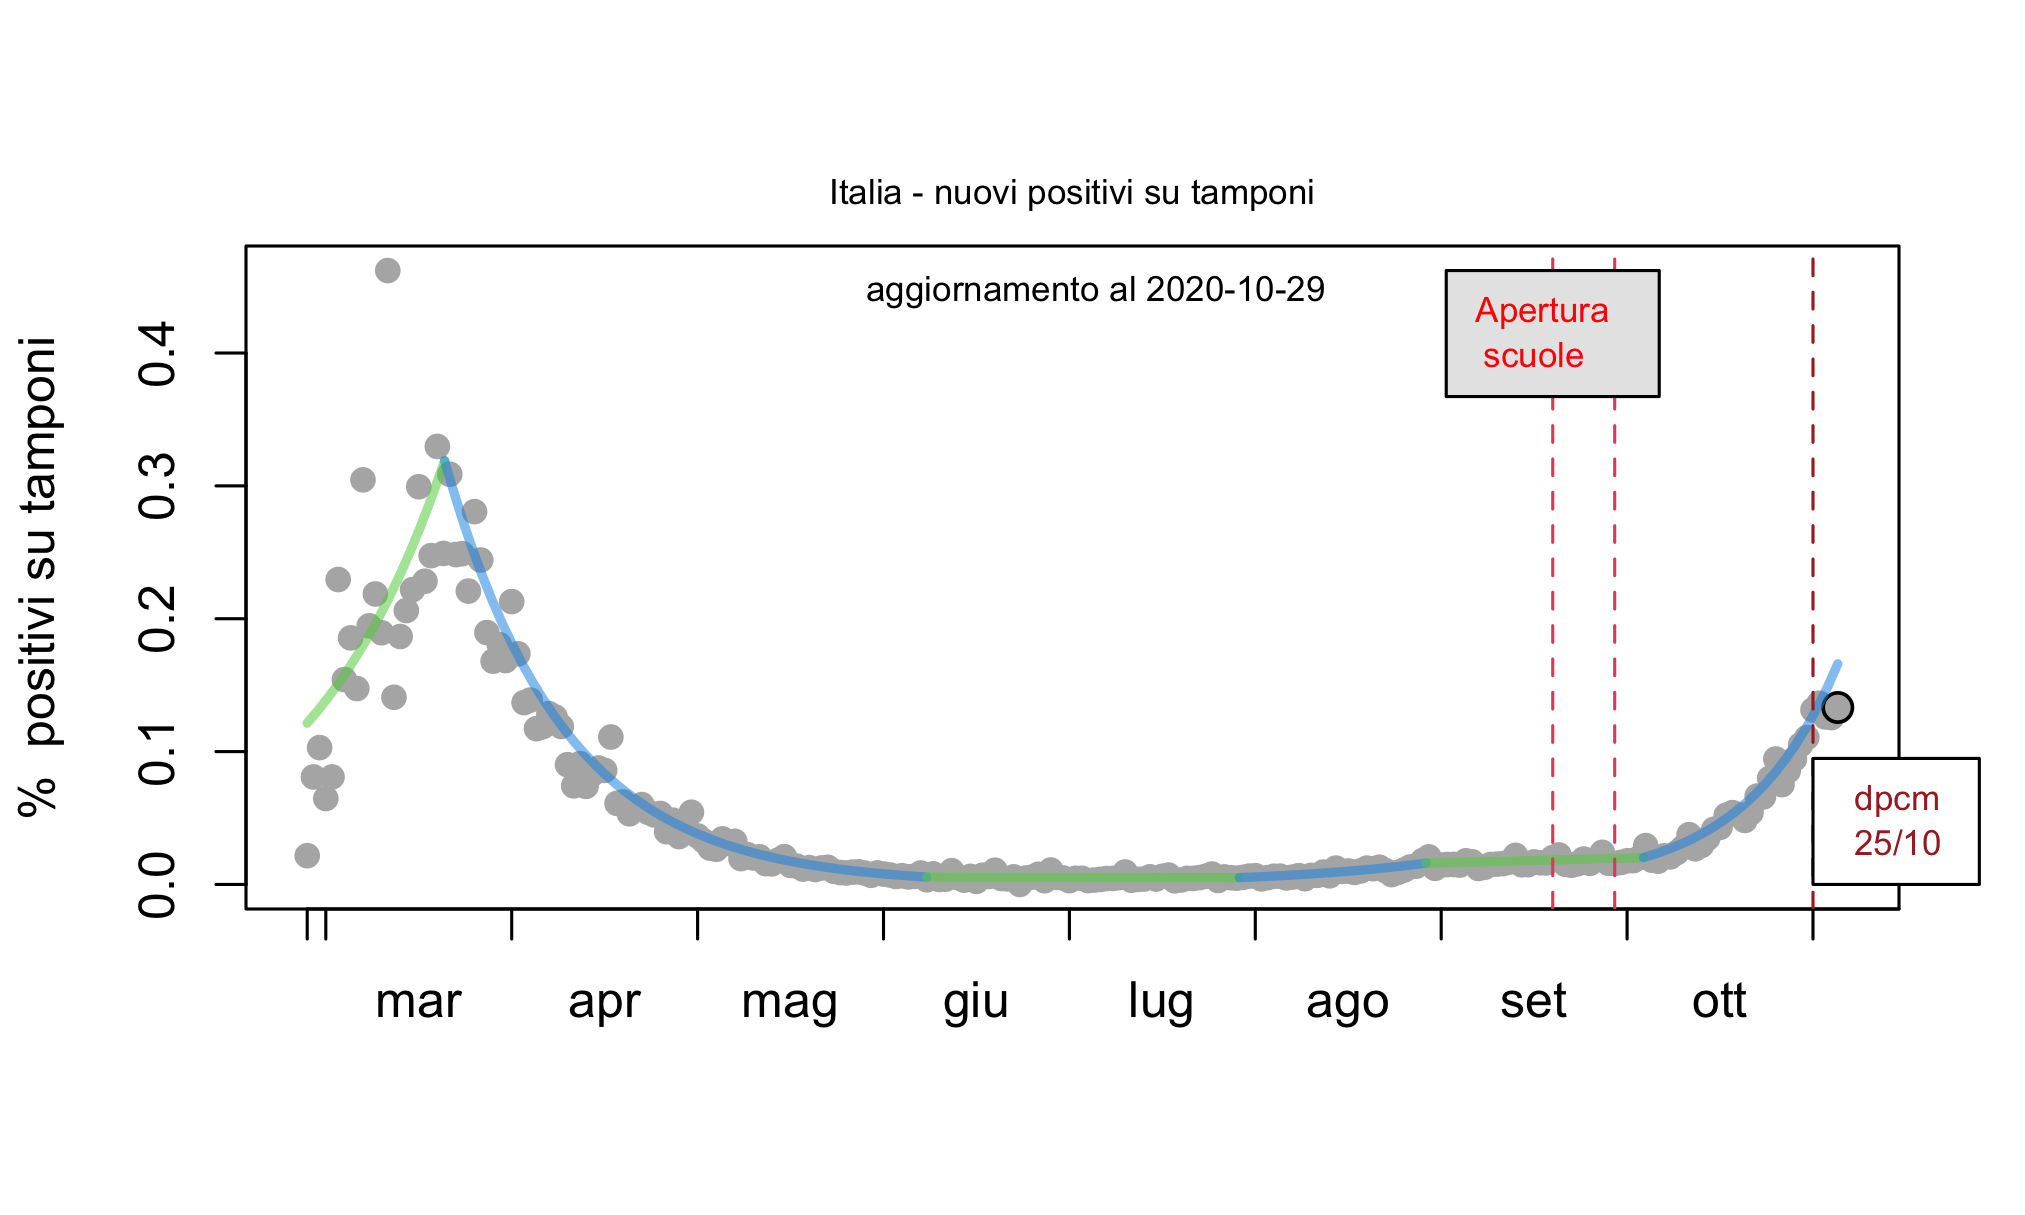 Italia - nuovi positivi su tamponi
aggiornamento al 2020-10-29
Apertura
scuole
dpcm
25/10
% positivi su tamponi
0.4
0.3
0.2
0.1
0.0
mar apr mag giu lug ago set ott